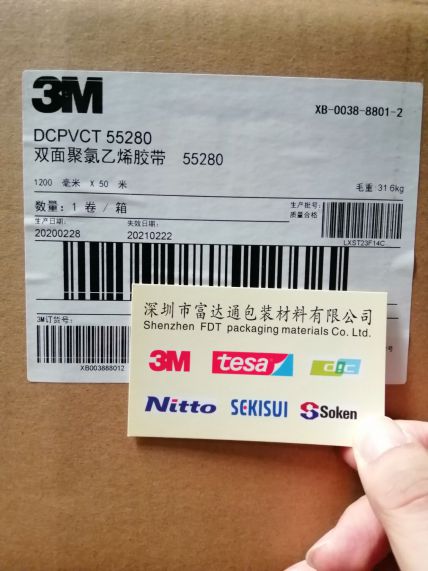 3M
XB-0038-8801-2
DCPVCT 55280
双面聚氯乙烯胶带 55280
1200 毫米 X 50 米
毛重 31.6kg
数量: 1 卷 / 箱
生产批号:
质量合格
生产日期:
失效日期:
20200228
20210222
LXST23F14C
3M订货号:
XB003888012
深圳市富达通包装材料有限公司
Shenzhen FDT packaging materials Co. Ltd.
3M
tesa
dic
Nitto
SEKISUI
Soken